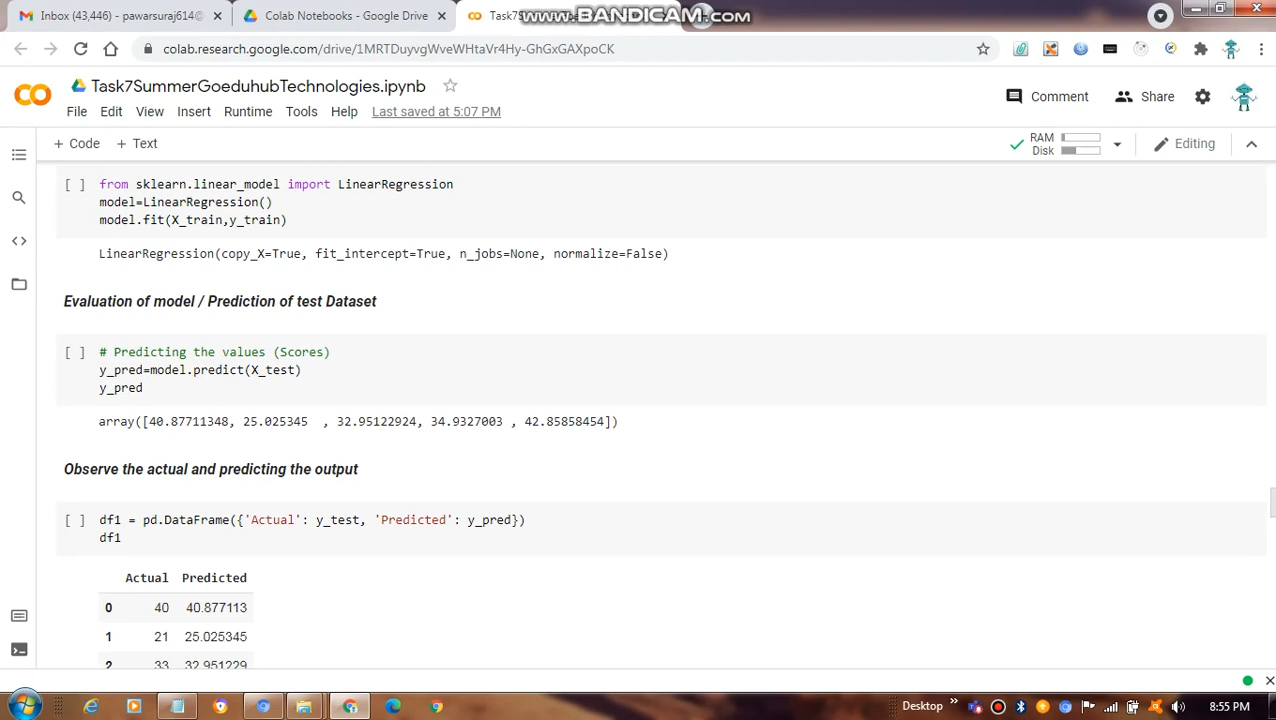 Inbox (43,446) - pawarsuraj614@
Colab Notebooks - Google Drive
Task7S
www.BANDICAM.com
colab.research.google.com/drive/1MRTDuyvgWveWHtaVr4Hy-GhGxGAXpoCK
Task7SummerGoeduhubTechnologies.ipynb
Comment
Share
File Edit View Insert Runtime Tools Help Last saved at 5:07 PM
+ Code + Text
RAM
Disk
Editing
[ ] from sklearn.linear_model import LinearRegression
model=LinearRegression()
model.fit(X_train,y_train)
LinearRegression(copy_X=True, fit_intercept=True, n_jobs=None, normalize=False)
Evaluation of model / Prediction of test Dataset
[ ] # Predicting the values (Scores)
y_pred=model.predict(X_test)
y_pred
array([40.87711348, 25.025345  , 32.95122924, 34.9327003 , 42.85858454])
Observe the actual and predicting the output
[ ] df1 = pd.DataFrame({'Actual': y_test, 'Predicted': y_pred})
df1
Actual Predicted
0 40 40.877113
1 21 25.025345
2 33 32.951229
Desktop
8:55 PM